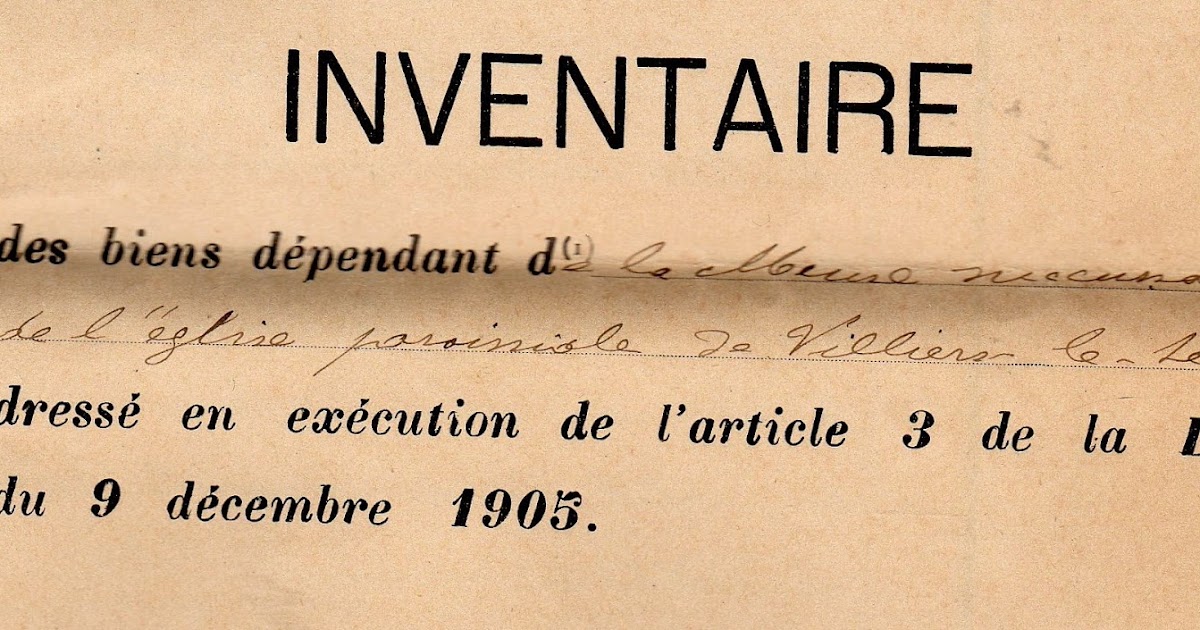 INVENTAIRE
des biens dépendant d(1)e la Mense
de l'église paroissiale de Villiers-le-
dressé en exécution de l'article 3 de la
du 9 décembre 1905.